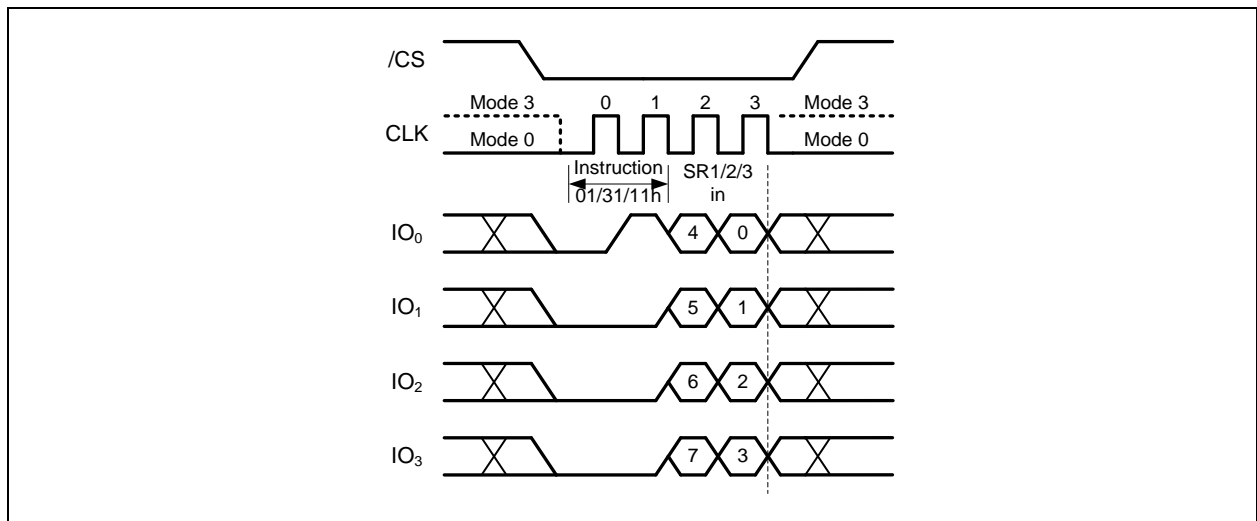 /CS
Mode 3 0 1 2 3 Mode 3
CLK
Mode 0 Mode 0
Instruction SR1/2/3
01/31/11h in
IO₀ 4 0
IO₁ 5 1
IO₂ 6 2
IO₃ 7 3